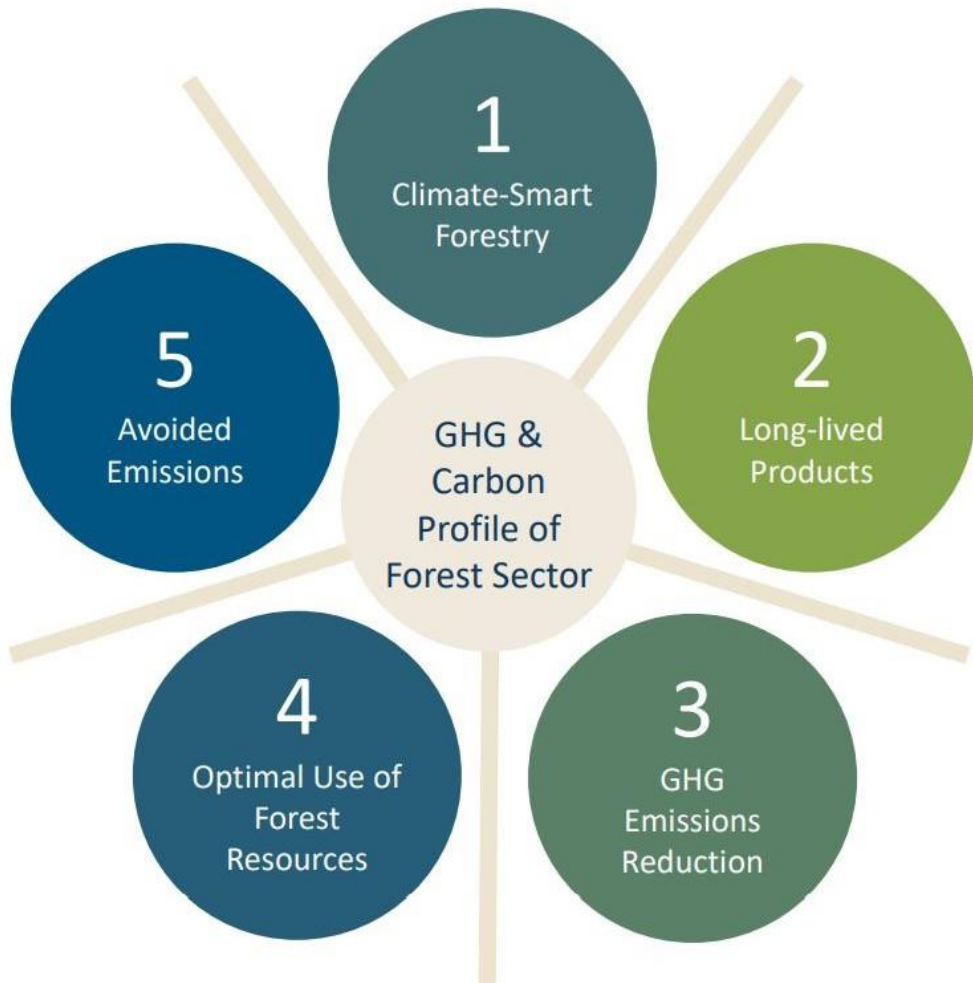 1
Climate-Smart
Forestry
2
Long-lived
Products
3
GHG
Emissions
Reduction
4
Optimal Use of
Forest
Resources
5
Avoided
Emissions
GHG &
Carbon
Profile of
Forest Sector